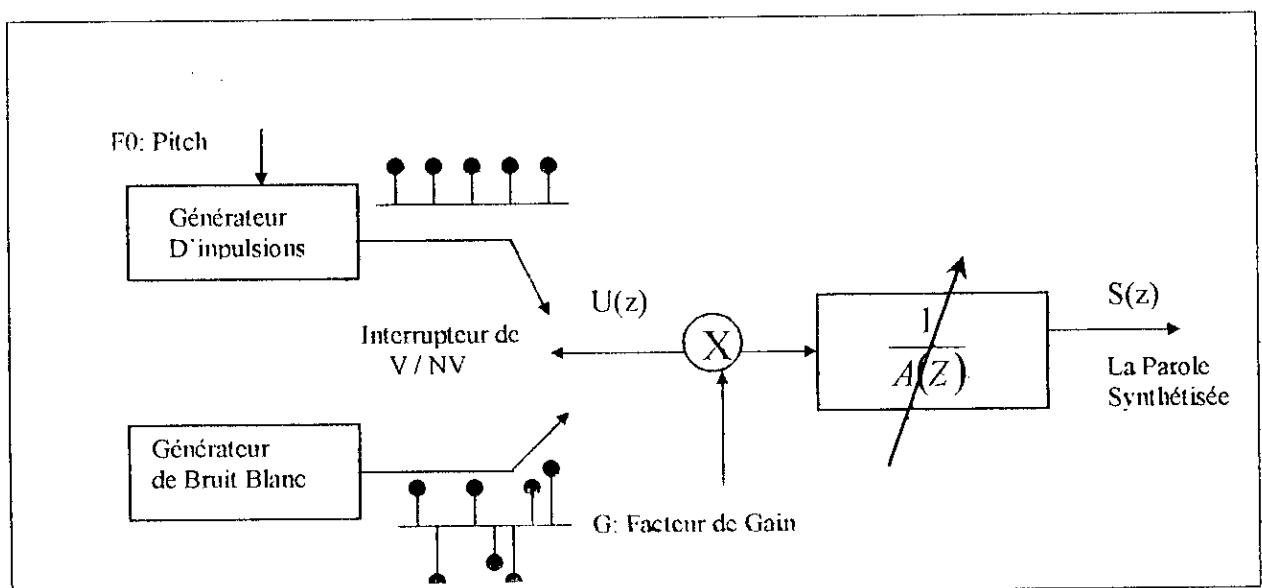 F0: Pitch
Générateur
D'inpulsions
Interrupteur de
V / NV
U(z)
X
1
A(Z)
S(z)
La Parole
Synthétisée
Générateur
de Bruit Blanc
G: Facteur de Gain